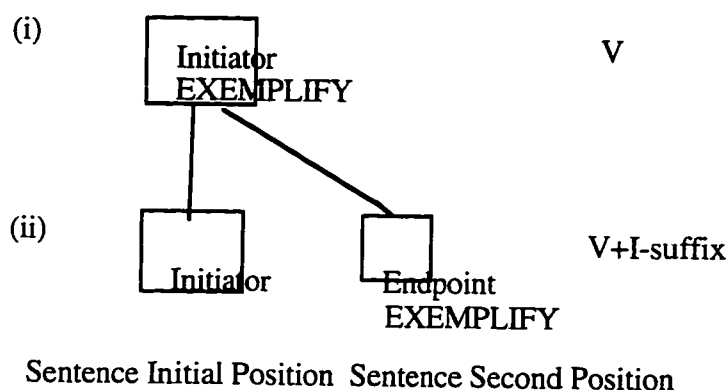 (i)
Initiator
EXEMPLIFY
V
(ii)
Initiator
Endpoint
EXEMPLIFY
V+I-suffix
Sentence Initial Position Sentence Second Position